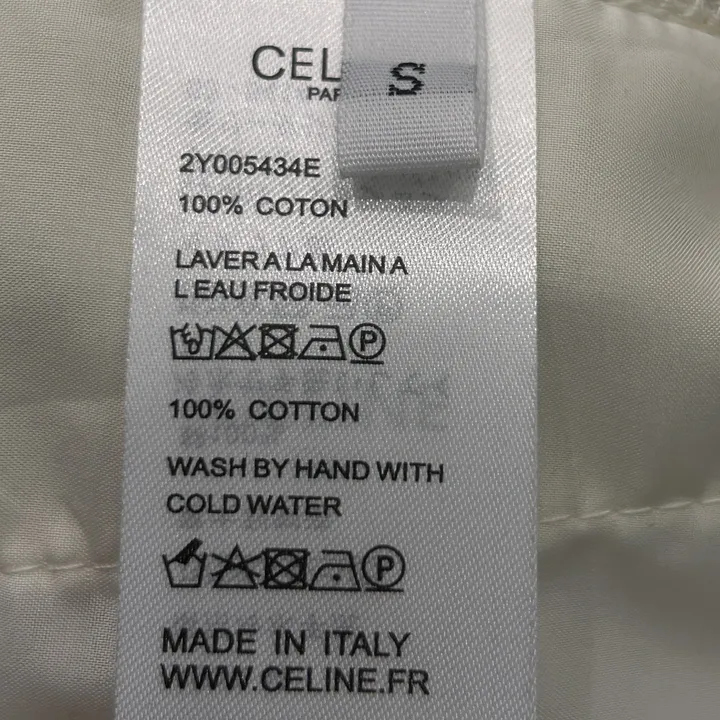 CEL
S
PAR
2Y005434E
100% COTON
LAVER A LA MAIN A
L EAU FROIDE
P
100% COTTON
WASH BY HAND WITH
COLD WATER
P
MADE IN ITALY
WWW.CELINE.FR